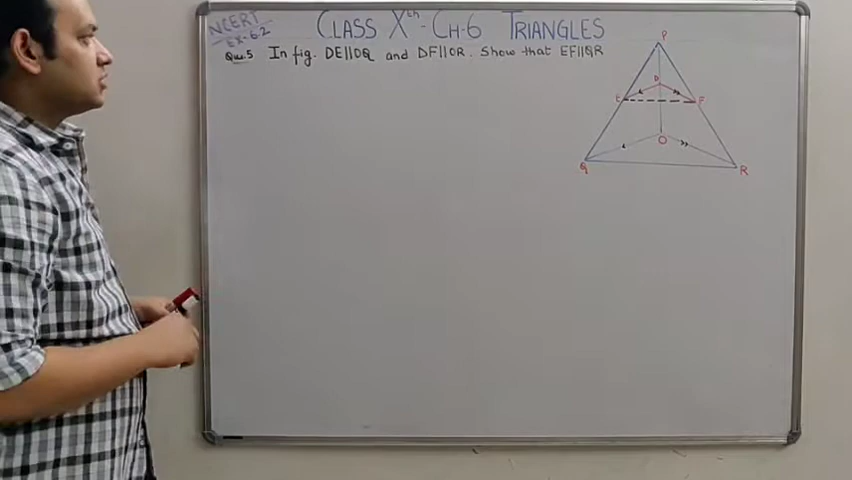 NCERT
EX-6.2
CLASS Xth - CH-6 TRIANGLES
Que.5 In fig. DE||OQ and DF||OR. Show that EF||QR
P
D
E F
O
Q R